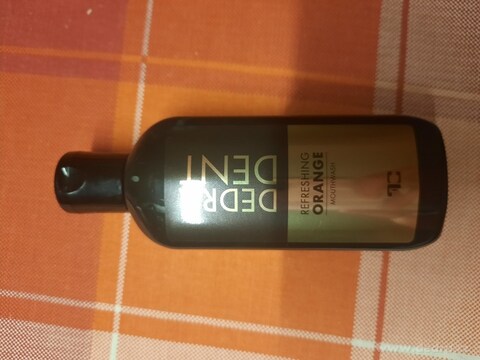 DEDRA
DENT
REFRESHING
ORANGE
MOUTHWASH